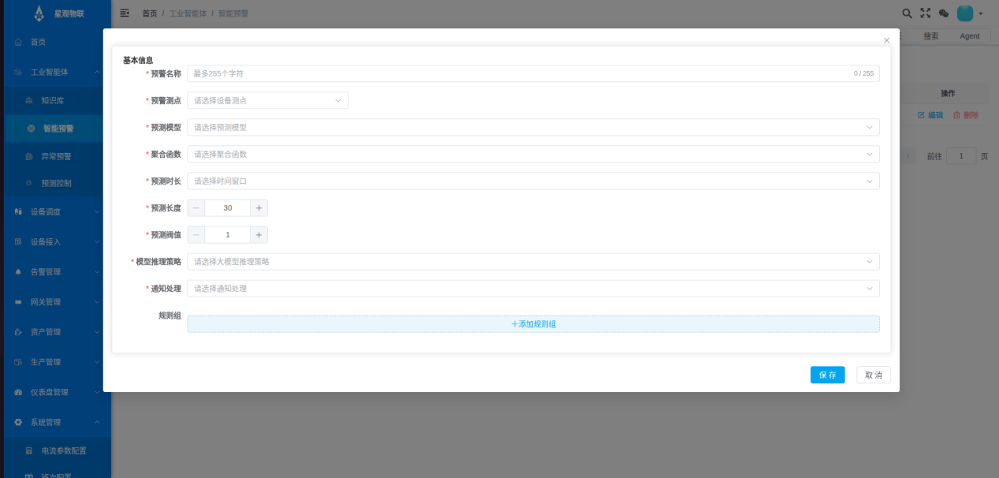 星观物联
首页 / 工业智能体 / 智能预警
搜索
Agent
首页
工业智能体
知识库
智能预警
异常预警
预测控制
设备调度
设备接入
告警管理
网关管理
资产管理
生产管理
仪表盘管理
系统管理
电流参数配置
班次配置
基本信息
* 预警名称 最多255个字符 0 / 255
* 预警测点 请选择设备测点
* 预测模型 请选择预测模型
* 聚合函数 请选择聚合函数
* 预测时长 请选择时间窗口
* 预测长度 30
* 预测阀值 1
* 模型推理策略 请选择大模型推理策略
* 通知处理 请选择通知处理
规则组
添加规则组
保 存 取 消
操作
编辑 删除
前往 1 页